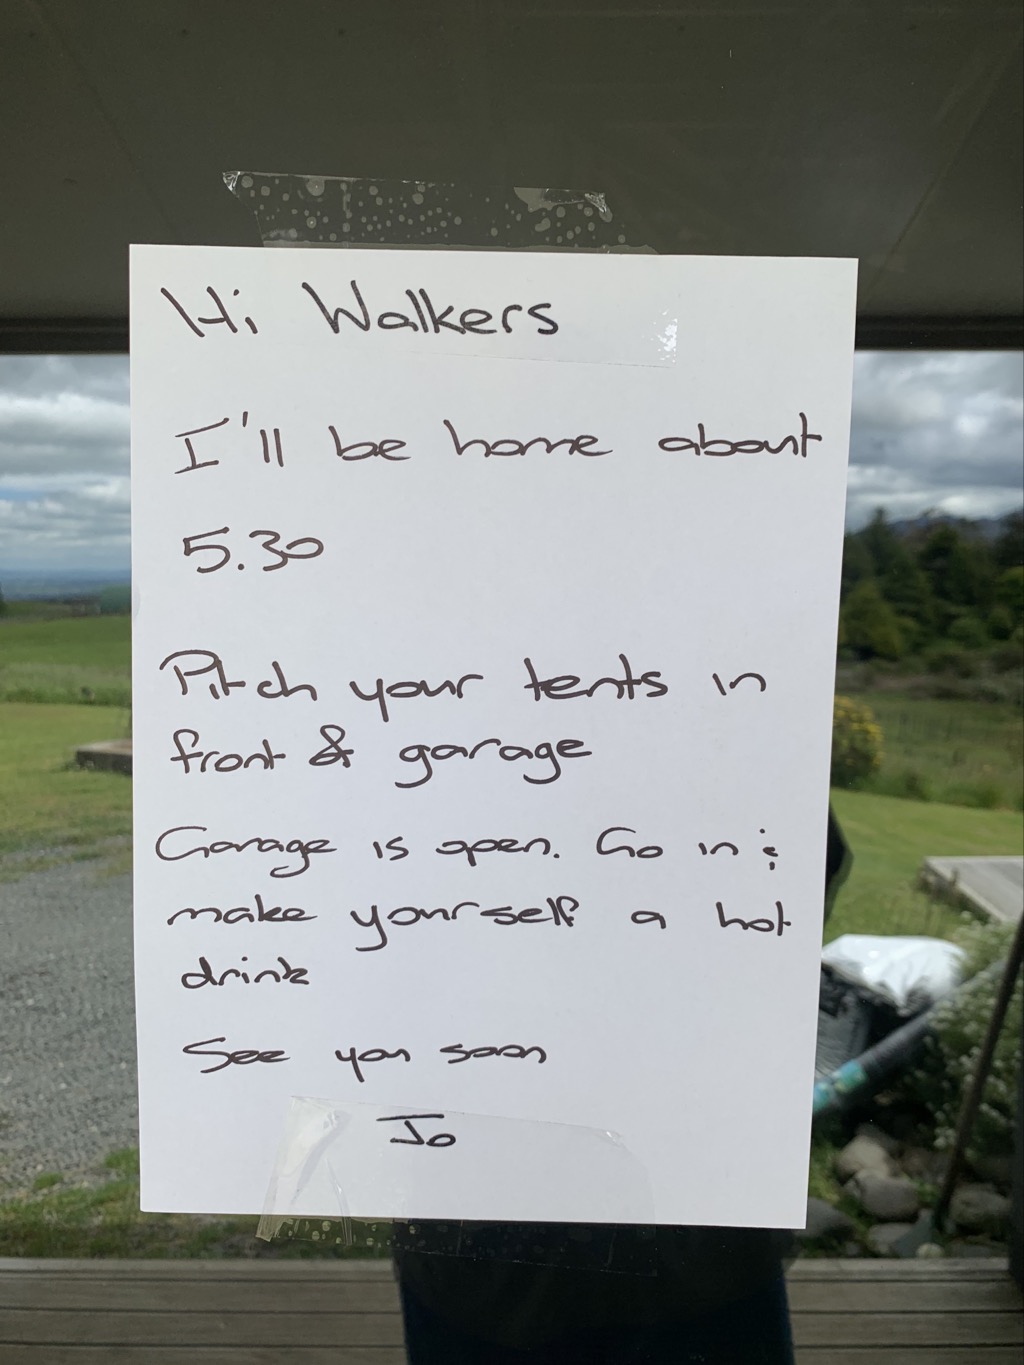 Hi Walkers
I'll be home about
5.30
Pitch your tents in
front & garage
Garage is open. Go in &
make yourself a hot
drink
See you soon
Jo